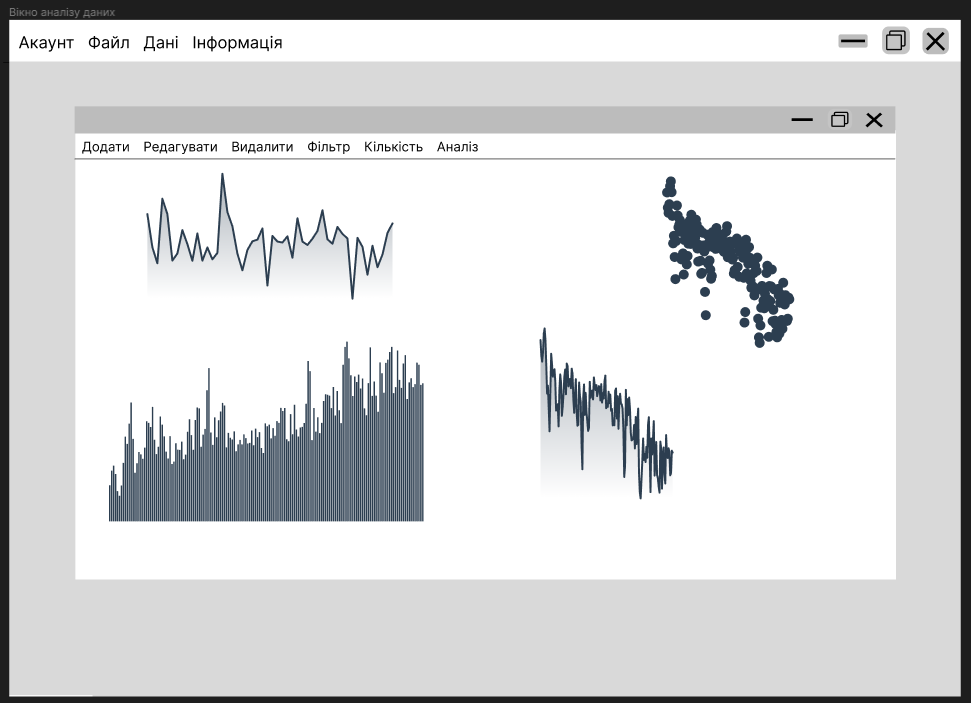 Вікно аналізу даних
Акаунт Файл Дані Інформація
Додати Редагувати Видалити Фільтр Кількість Аналіз